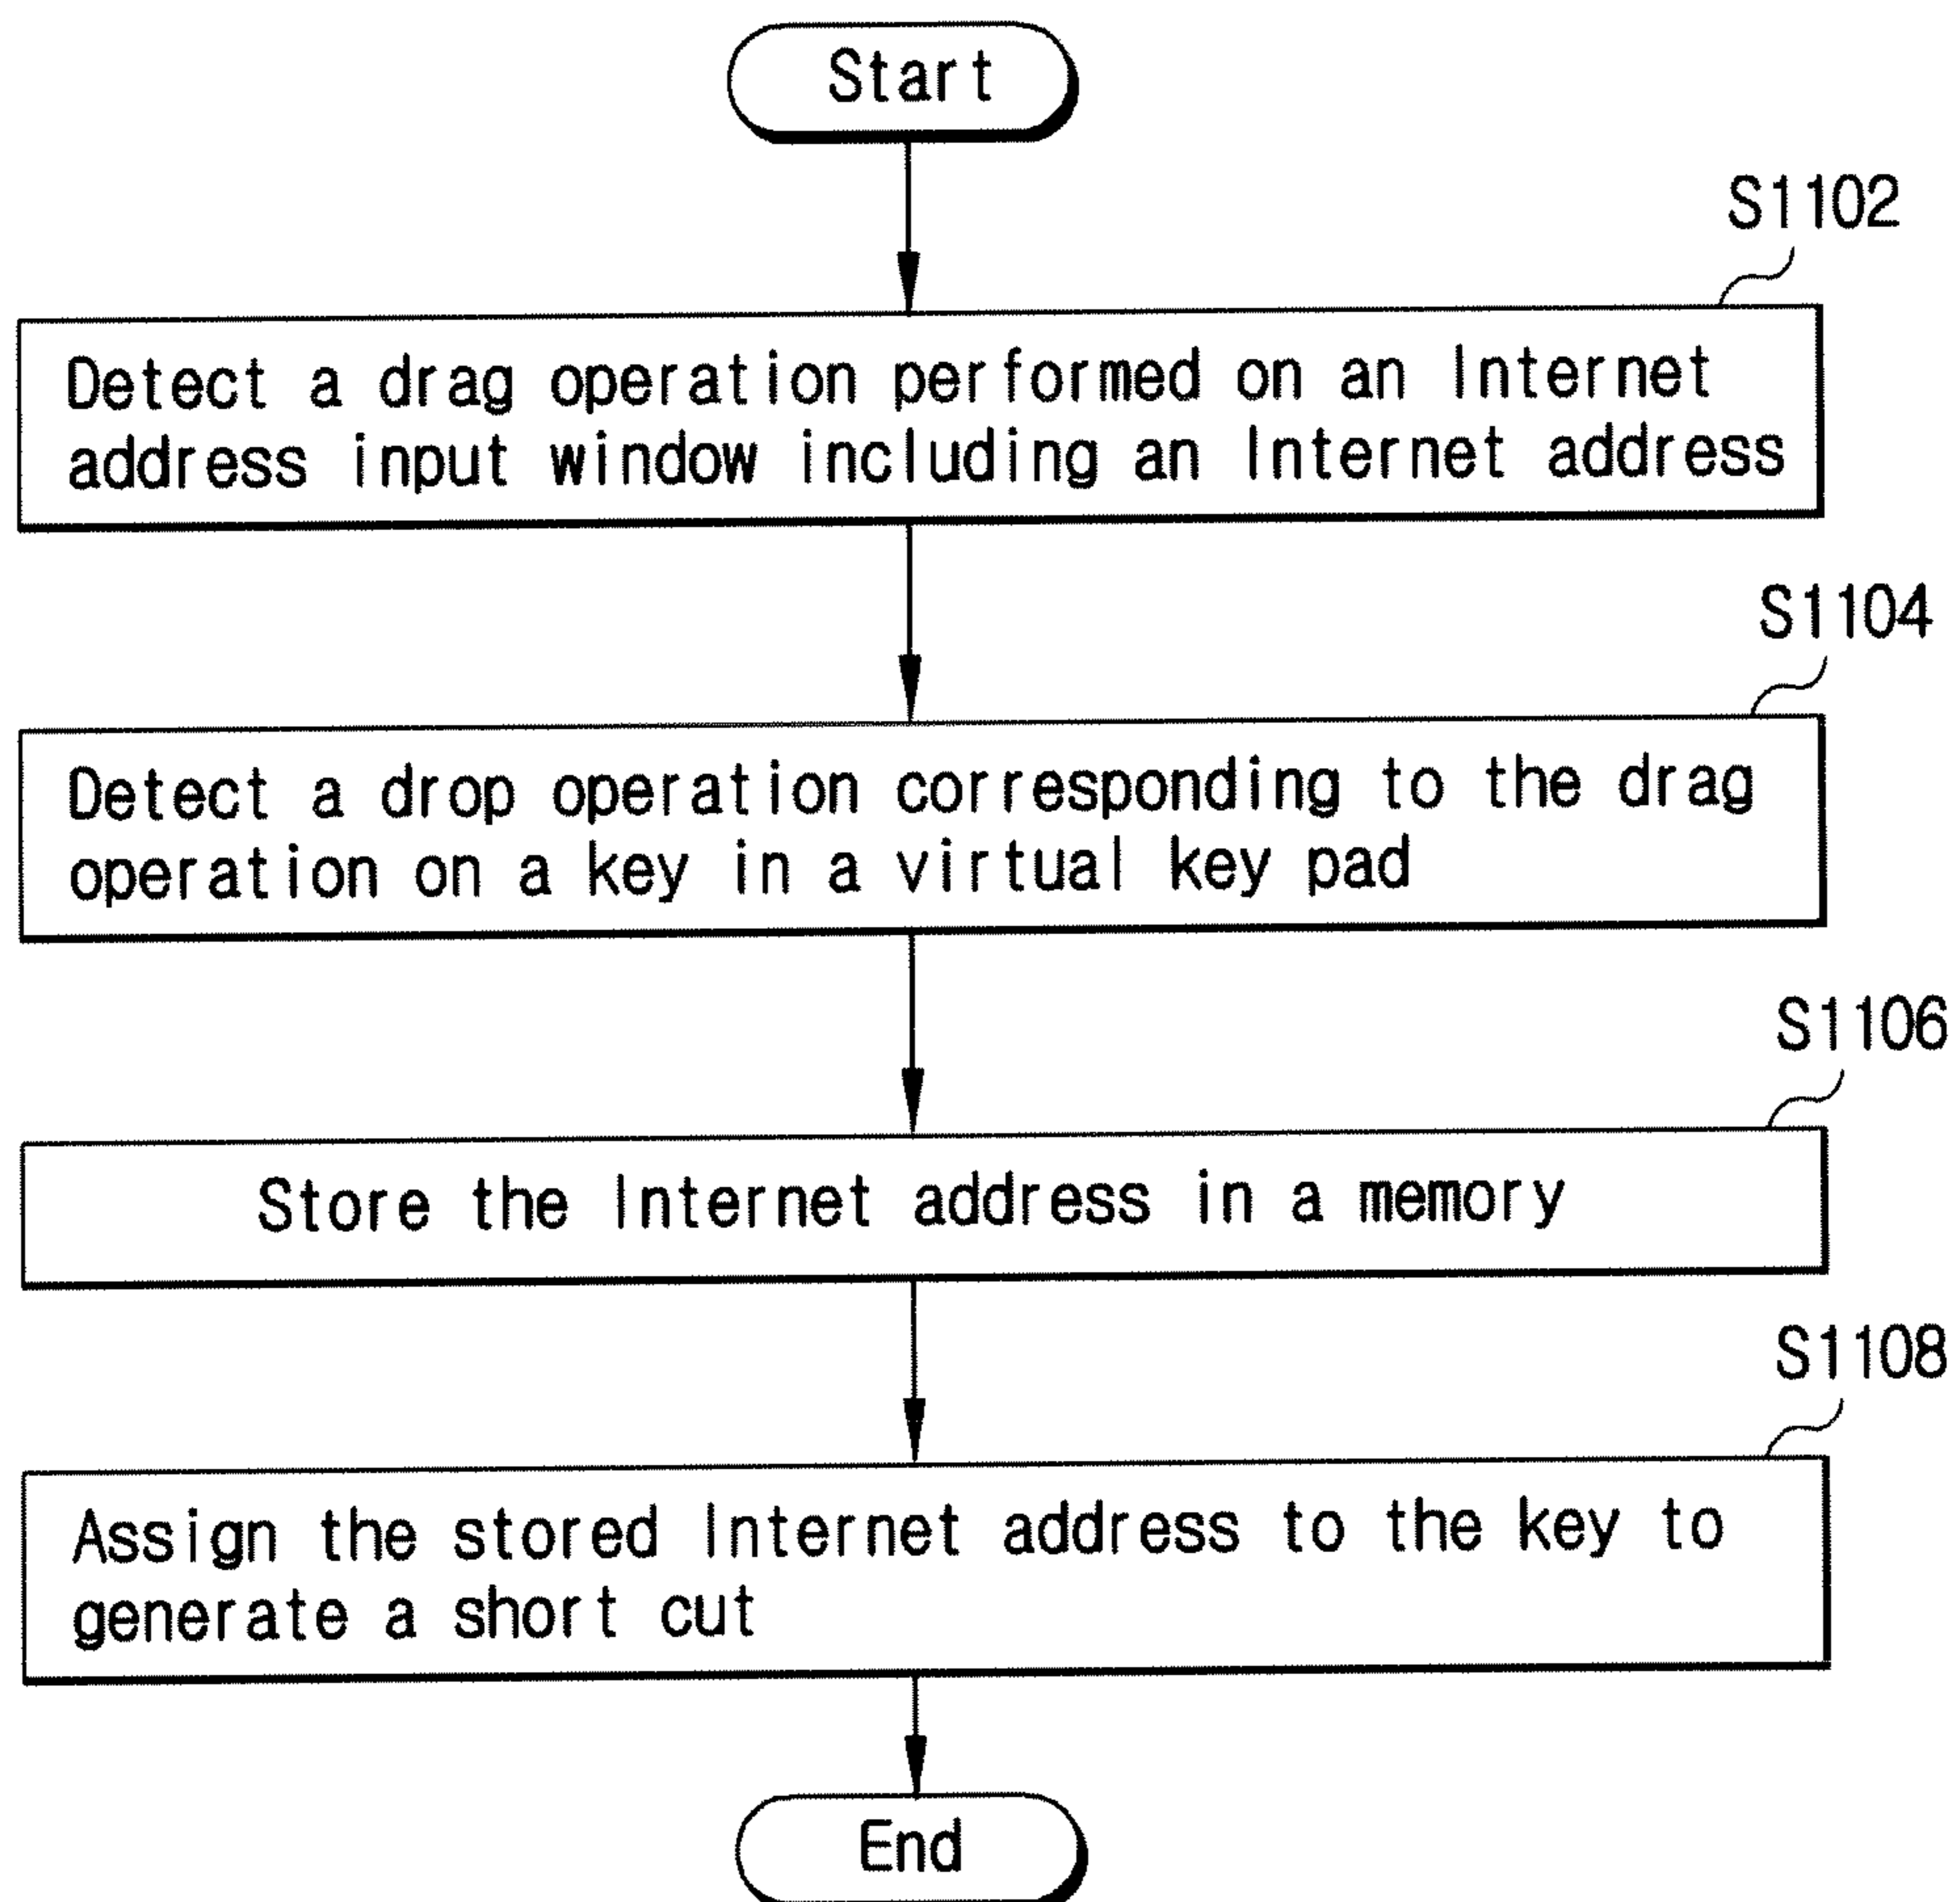 Start
S1102
Detect a drag operation performed on an Internet
address input window including an Internet address
S1104
Detect a drop operation corresponding to the drag
operation on a key in a virtual key pad
S1106
Store the Internet address in a memory
S1108
Assign the stored Internet address to the key to
generate a short cut
End